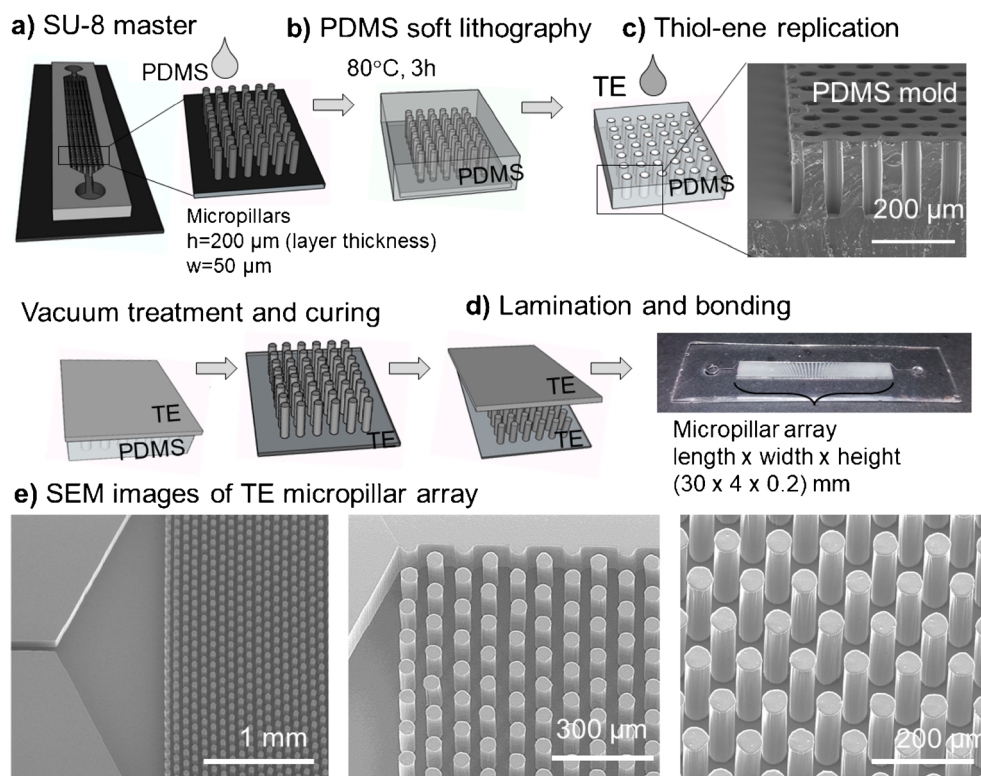 a) SU-8 master
b) PDMS soft lithography
c) Thiol-ene replication
PDMS
80°C, 3h
TE
PDMS mold
PDMS
PDMS
200 µm
Micropillars
h=200 µm (layer thickness)
w=50 µm
Vacuum treatment and curing
d) Lamination and bonding
TE
PDMS
TE
TE
TE
Micropillar array
length x width x height
(30 x 4 x 0.2) mm
e) SEM images of TE micropillar array
1 mm
300 µm
200 µm